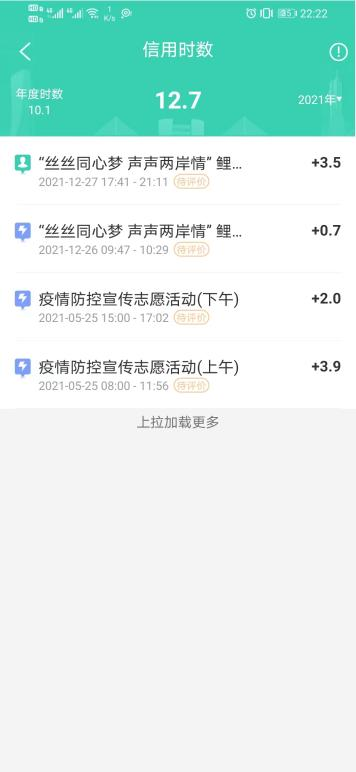 HD 4G 4G 1 K/s 85 22:22
信用时数
年度时数
10.1
12.7
2021年
“丝丝同心梦 声声两岸情” 鲤... +3.5
2021-12-27 17:41 - 21:11 待评价
“丝丝同心梦 声声两岸情” 鲤... +0.7
2021-12-26 09:47 - 10:29 待评价
疫情防控宣传志愿活动(下午) +2.0
2021-05-25 15:00 - 17:02 待评价
疫情防控宣传志愿活动(上午) +3.9
2021-05-25 08:00 - 11:56 待评价
上拉加载更多